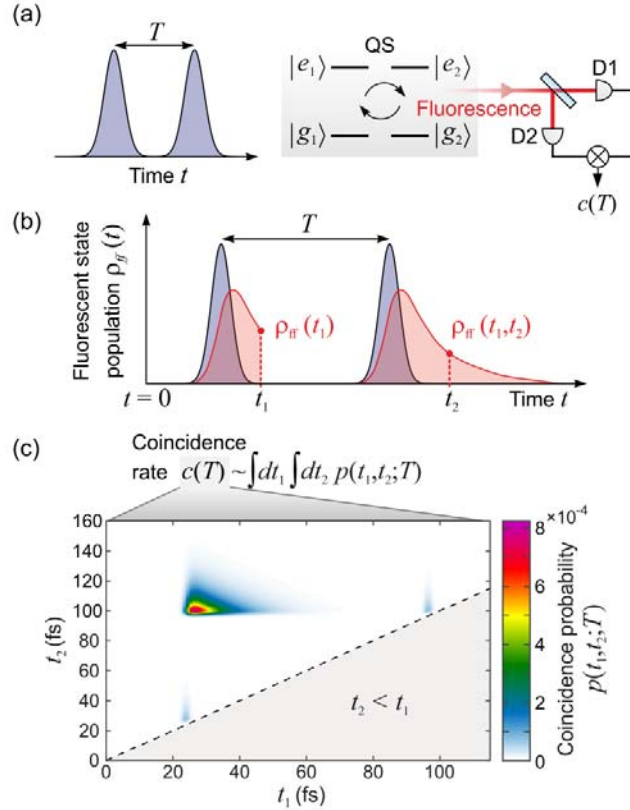 (a)
T
Time t
QS
|e₁⟩ |e₂⟩
|g₁⟩ |g₂⟩
Fluorescence
D1
D2
c(T)
(b)
Fluorescent state
population ρ_ff(t)
T
ρ_ff(t₁)
ρ_ff(t₁,t₂)
t = 0
t₁
t₂
Time t
(c)
Coincidence
rate c(T) ~ ∫dt₁ ∫dt₂ p(t₁,t₂;T)
160
140
120
100
80
60
40
20
0
t₂ (fs)
t₂ < t₁
0 20 40 60 80 100
t₁ (fs)
×10⁻⁴
8
6
4
2
0
Coincidence probability
p(t₁,t₂;T)